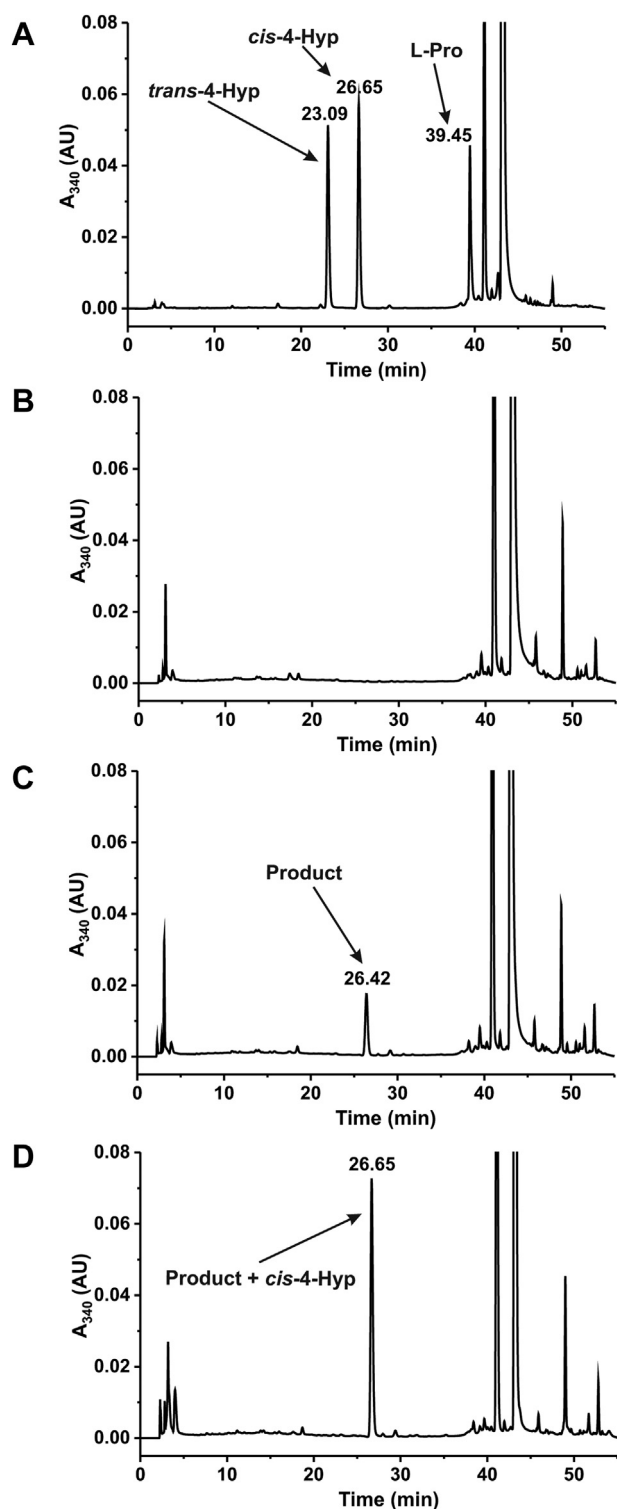 A
0.08
0.06
0.04
0.02
0.00
A340 (AU)
trans-4-Hyp
23.09
cis-4-Hyp
26.65
L-Pro
39.45
0 10 20 30 40 50
Time (min)
B
0.08
0.06
0.04
0.02
0.00
A340 (AU)
0 10 20 30 40 50
Time (min)
C
0.08
0.06
0.04
0.02
0.00
A340 (AU)
Product
26.42
0 10 20 30 40 50
Time (min)
D
0.08
0.06
0.04
0.02
0.00
A340 (AU)
26.65
Product + cis-4-Hyp
0 10 20 30 40 50
Time (min)